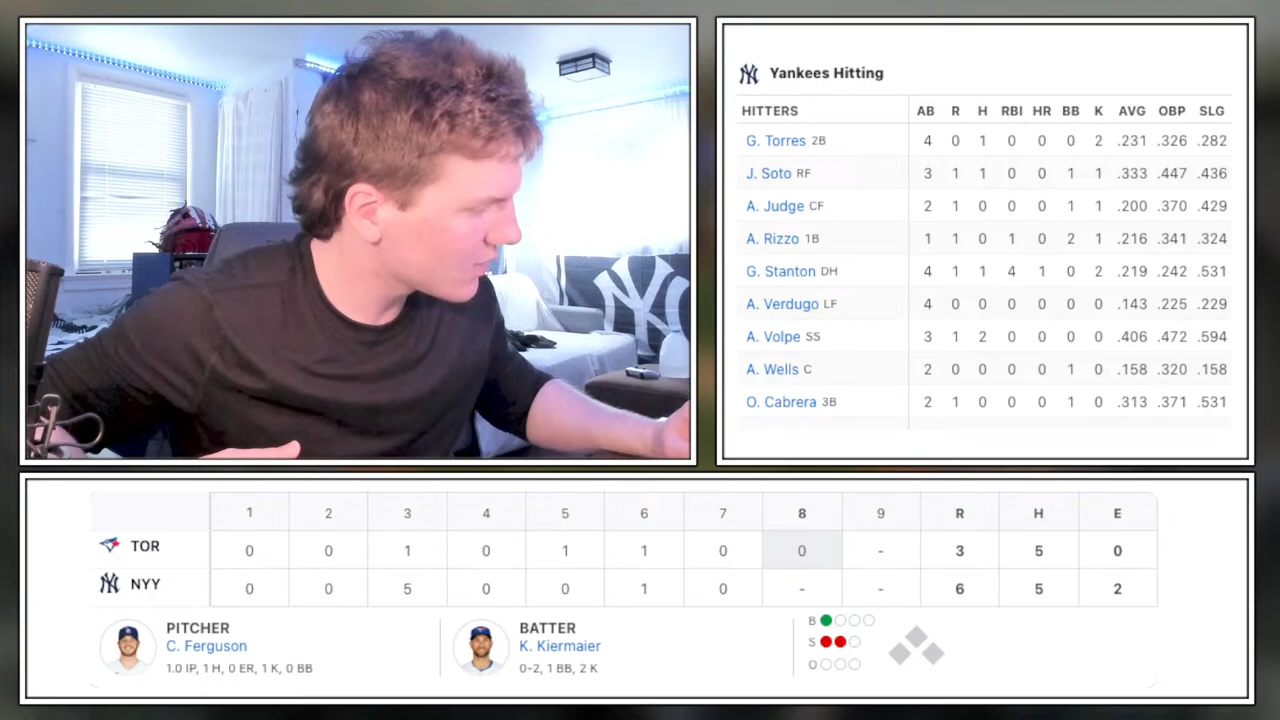 Yankees Hitting
HITTERS AB H RBI HR BB K AVG OBP SLG
G. Torres 2B 4 0 1 0 0 0 2 .231 .326 .282
J. Soto RF 3 1 1 0 0 1 1 .333 .447 .436
A. Judge CF 2 1 0 0 0 1 1 .200 .370 .429
A. Rizzo 1B 1 1 0 1 0 2 1 .216 .341 .324
G. Stanton DH 4 1 1 4 1 0 2 .219 .242 .531
A. Verdugo LF 4 0 0 0 0 0 0 .143 .225 .229
A. Volpe SS 3 1 2 0 0 0 0 .406 .472 .594
A. Wells C 2 0 0 0 0 1 0 .158 .320 .158
O. Cabrera 3B 2 1 0 0 0 1 0 .313 .371 .531
1 2 3 4 5 6 7 8 9 R H E
TOR 0 0 1 0 1 1 0 0 - 3 5 0
NYY 0 0 5 0 0 1 0 - - 6 5 2
PITCHER
C. Ferguson
1.0 IP, 1 H, 0 ER, 1 K, 0 BB
BATTER
K. Kiermaier
0-2, 1 BB, 2 K
B
S
O